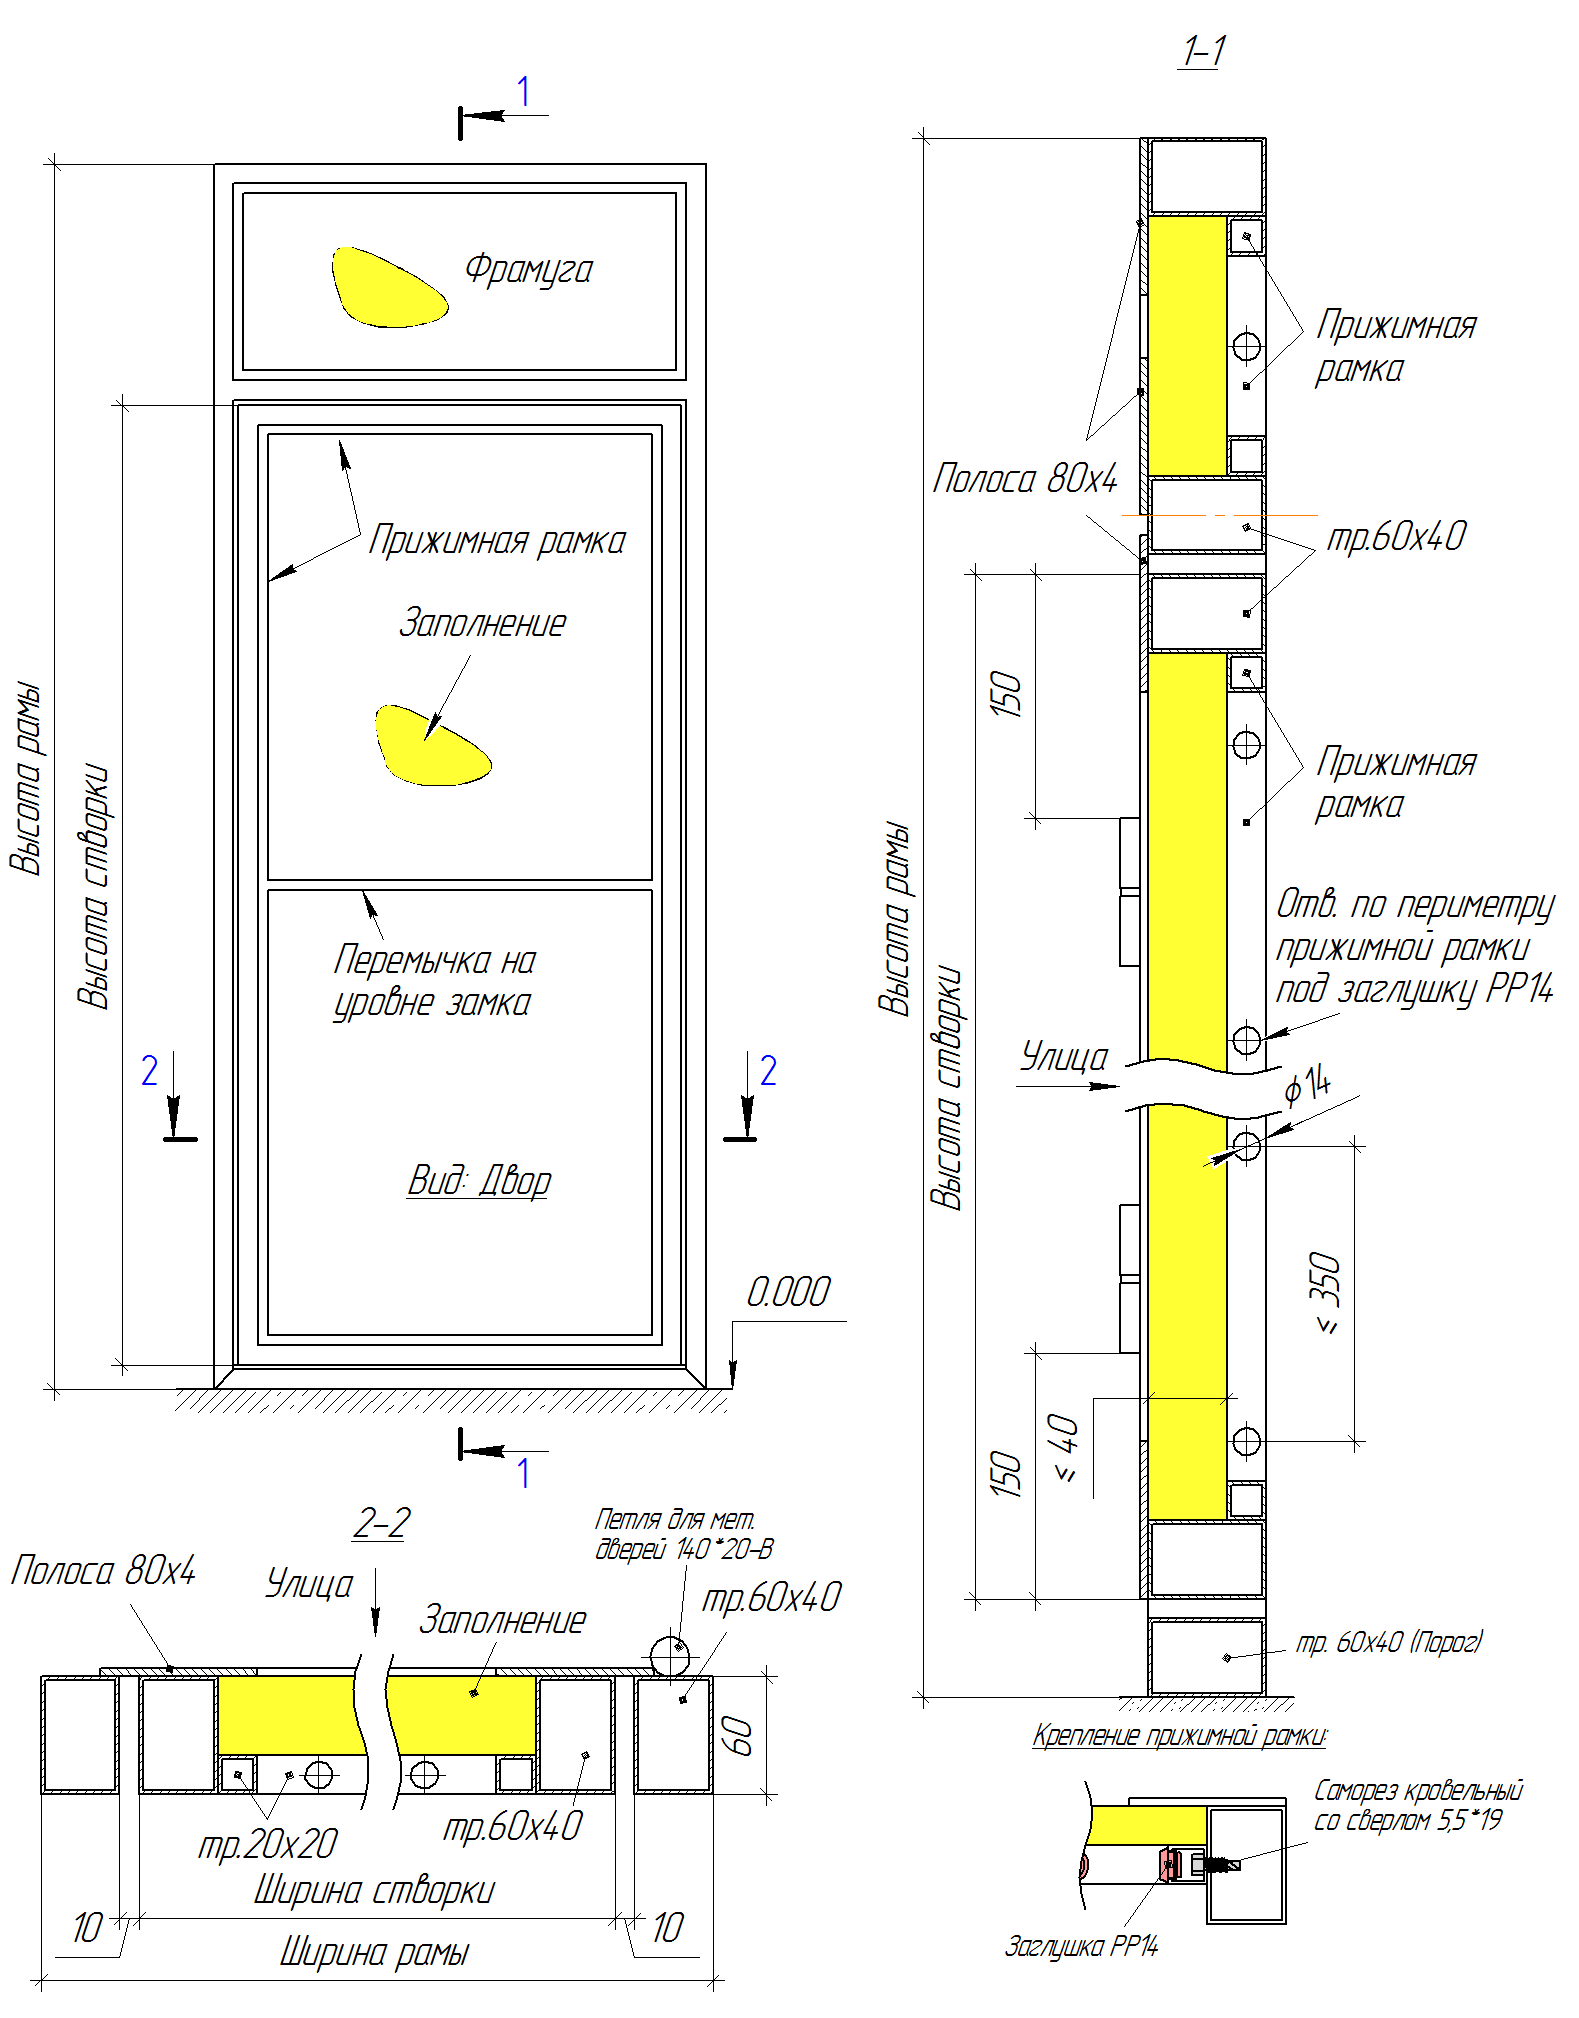 1
Фрамуга
Прижимная рамка
Заполнение
Высота рамы
Высота створки
Перемычка на
уровне замка
2
2
Вид: Двор
0.000
1
1-1
Прижимная
рамка
Полоса 80х4
тр.60х40
150
Прижимная
рамка
Высота рамы
Высота створки
Отв. по периметру
прижимной рамки
под заглушку РР14
Улица
ϕ14
≤ 350
≤ 40
150
тр. 60х40 (Порог)
2-2
Петля для мет.
дверей 140*20-В
Полоса 80х4
Улица
тр.60х40
Заполнение
60
тр.60х40
тр.20х20
Ширина створки
10
10
Ширина рамы
Крепление прижимной рамки:
Саморез кровельный
со сверлом 5,5*19
Заглушка РР14